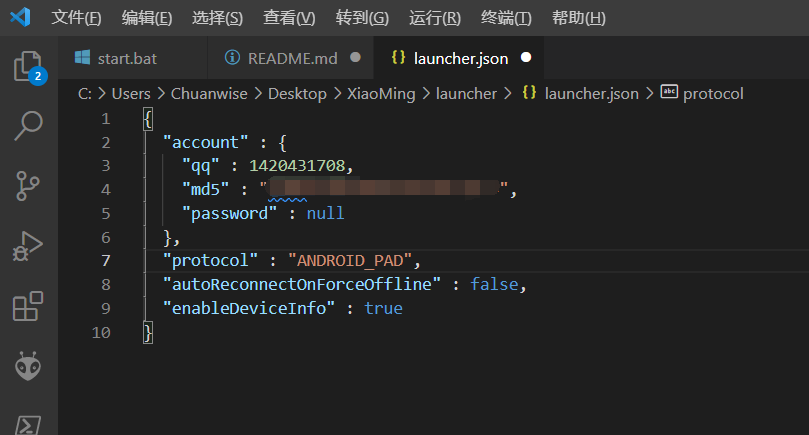 文件(F) 编辑(E) 选择(S) 查看(V) 转到(G) 运行(R) 终端(T) 帮助(H)
start.bat README.md launcher.json
C: > Users > Chuanwise > Desktop > XiaoMing > launcher > {} launcher.json > abc protocol
1 {
2 "account" : {
3 "qq" : 1420431708,
4 "md5" : "",
5 "password" : null
6 },
7 "protocol" : "ANDROID_PAD",
8 "autoReconnectOnForceOffline" : false,
9 "enableDeviceInfo" : true
10 }
2